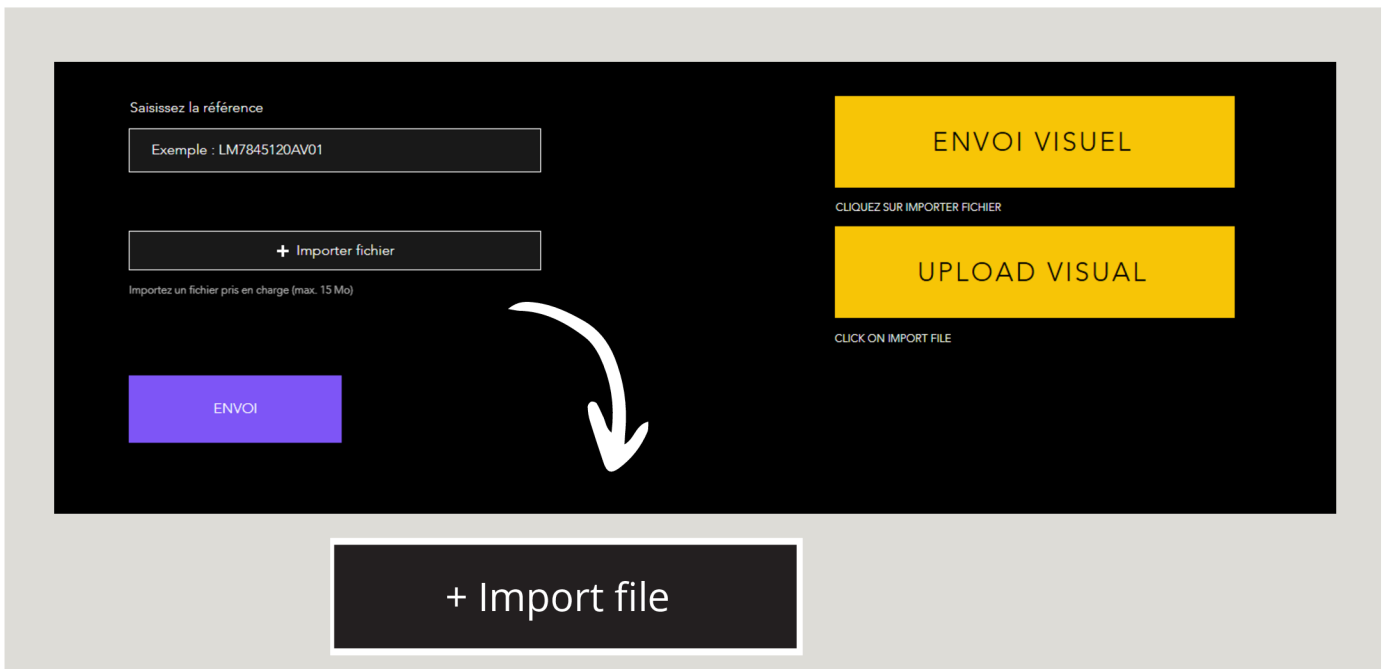 Saisissez la référence
Exemple : LM7845120AV01
+ Importer fichier
Importez un fichier pris en charge (max. 15 Mo)
ENVOI
ENVOI VISUEL
CLIQUEZ SUR IMPORTER FICHIER
UPLOAD VISUAL
CLICK ON IMPORT FILE
+ Import file